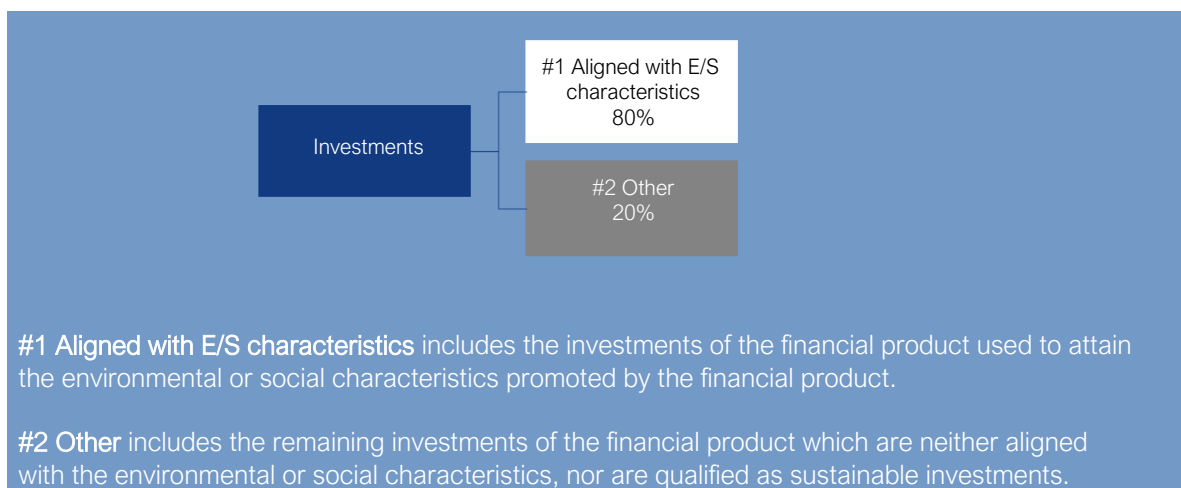 #1 Aligned with E/S
characteristics
80%
Investments
#2 Other
20%
#1 Aligned with E/S characteristics includes the investments of the financial product used to attain
the environmental or social characteristics promoted by the financial product.
#2 Other includes the remaining investments of the financial product which are neither aligned
with the environmental or social characteristics, nor are qualified as sustainable investments.